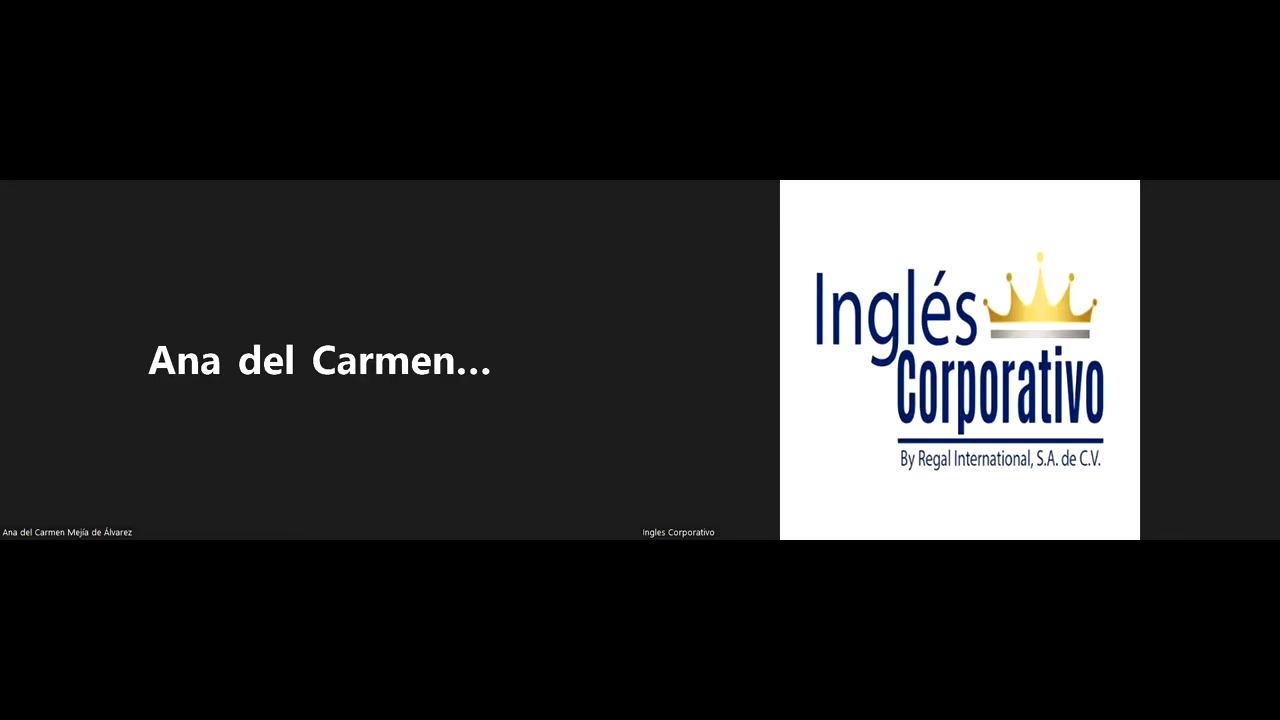 Ana del Carmen...
Ana del Carmen Mejía de Álvarez
Inglés
Corporativo
By Regal International, S.A. de C.V.
Ingles Corporativo